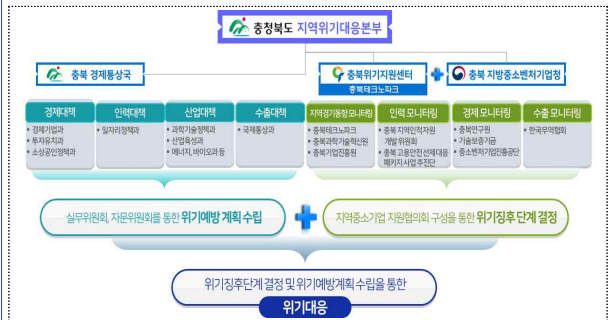 충청북도 지역위기대응본부
충북 경제통상국
충북위기지원센터
충북테크노파크
충북 지방중소벤처기업청
경제대책
인력대책
산업대책
수출대책
지역경기동향 모니터링
인력 모니터링
경제 모니터링
수출 모니터링
• 경제기업과
• 투자유치과
• 소상공인정책과
• 일자리정책과
• 과학기술정책과
• 산업육성과
• 에너지, 바이오과 등
• 국제통상과
• 충북테크노파크
• 충북과학기술혁신원
• 충북기업진흥원
• 충북 지역인적자원
개발 위원회
• 충북 고용안전선제대응
패키지 사업 추진단
• 충북연구원
• 기술보증기금
• 중소벤처기업진흥공단
• 한국무역협회
실무위원회, 자문위원회를 통한 위기예방 계획 수립
지역중소기업 지원협의회 구성을 통한 위기징후 단계 결정
위기징후단계 결정 및 위기예방계획 수립을 통한
위기대응